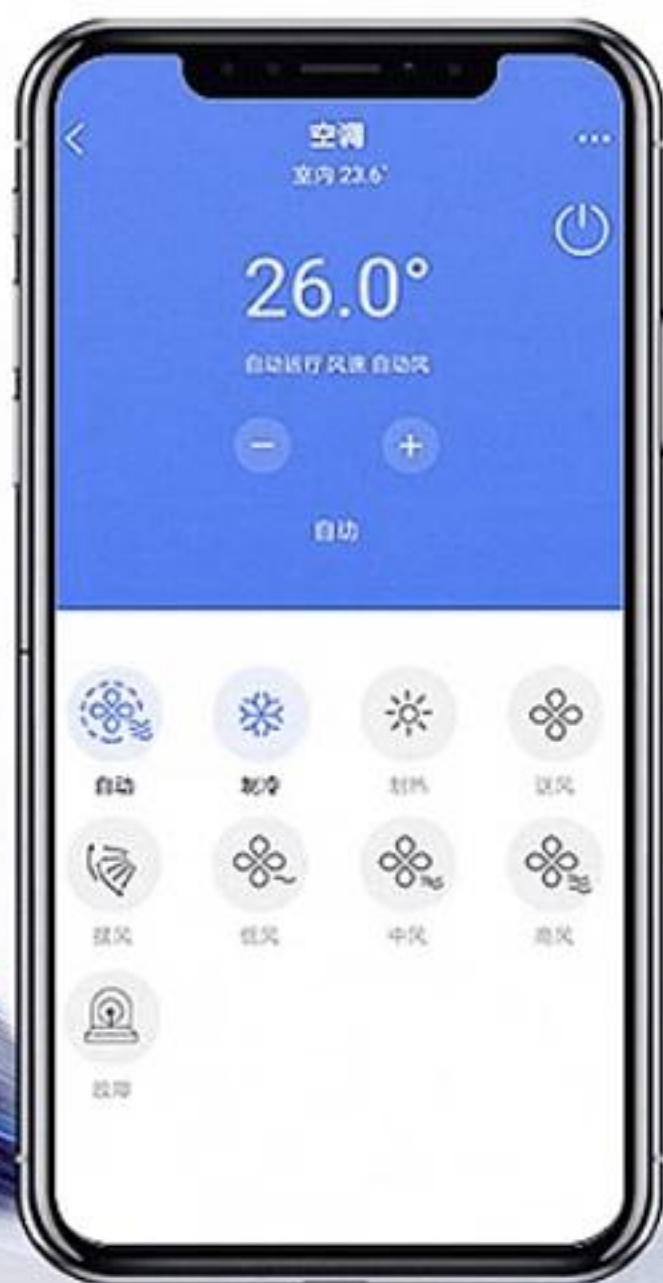 空调
室内 23.6°
26.0°
自动运行 风速 自动风
自动
自动 制冷 制热 送风
摆风 低风 中风 高风
故障